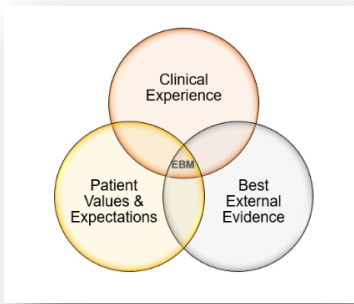 Clinical
Experience
EBM
Patient
Values &
Expectations
Best
External
Evidence